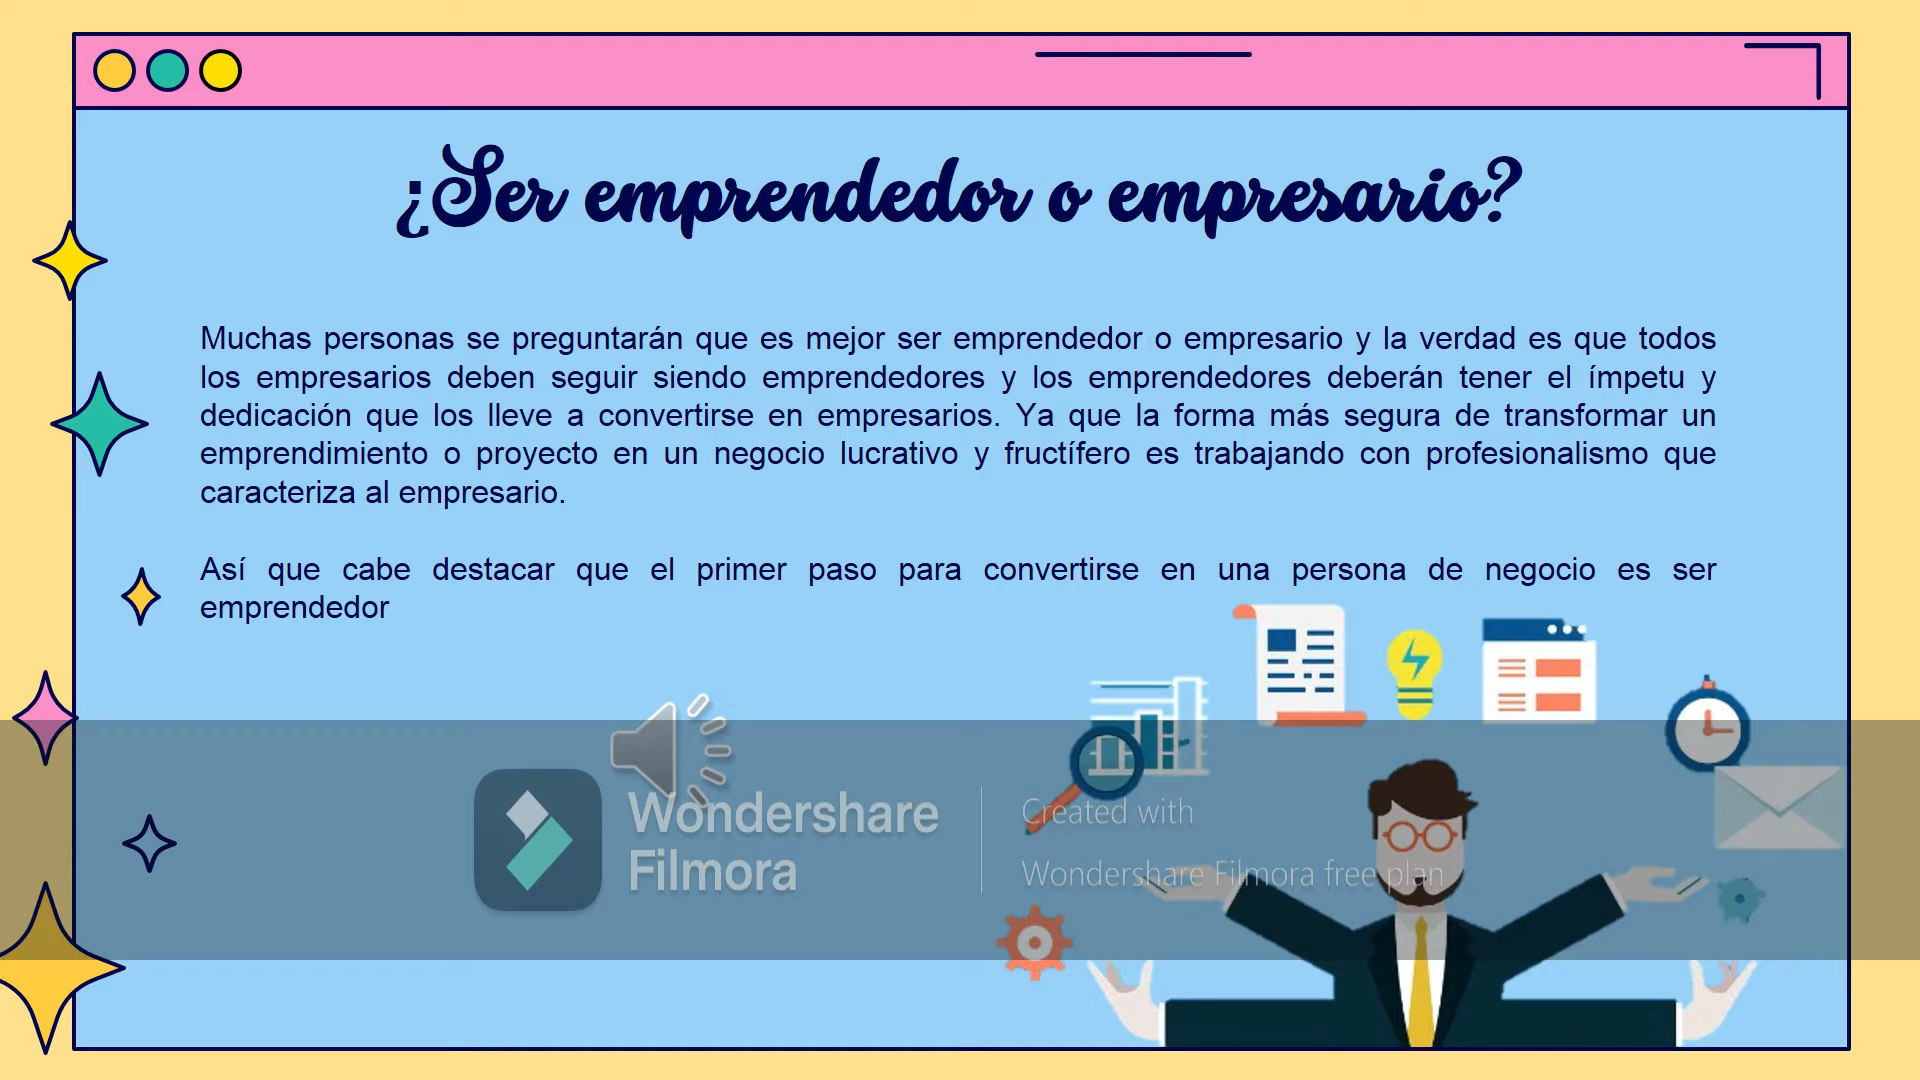 ¿Ser emprendedor o empresario?
Muchas personas se preguntarán que es mejor ser emprendedor o empresario y la verdad es que todos
los empresarios deben seguir siendo emprendedores y los emprendedores deberán tener el ímpetu y
dedicación que los lleve a convertirse en empresarios. Ya que la forma más segura de transformar un
emprendimiento o proyecto en un negocio lucrativo y fructífero es trabajando con profesionalismo que
caracteriza al empresario.
Así que cabe destacar que el primer paso para convertirse en una persona de negocio es ser
emprendedor
Wondershare
Filmora
Created with
Wondershare Filmora free plan